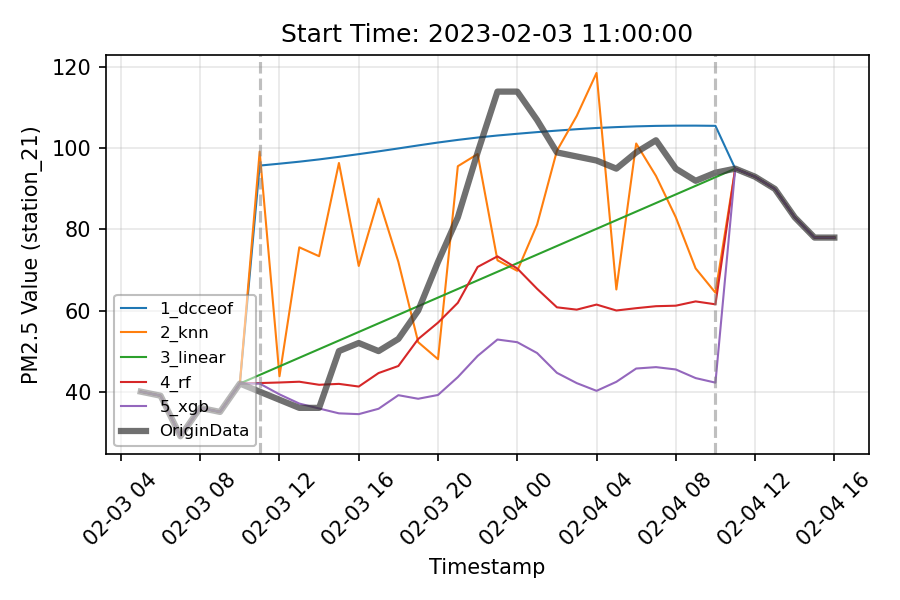 Start Time: 2023-02-03 11:00:00
PM2.5 Value (station_21)
120
100
80
60
40
1_dcceof
2_knn
3_linear
4_rf
5_xgb
OriginData
02-03 04
02-03 08
02-03 12
02-03 16
02-03 20
02-04 00
02-04 04
02-04 08
02-04 12
02-04 16
Timestamp